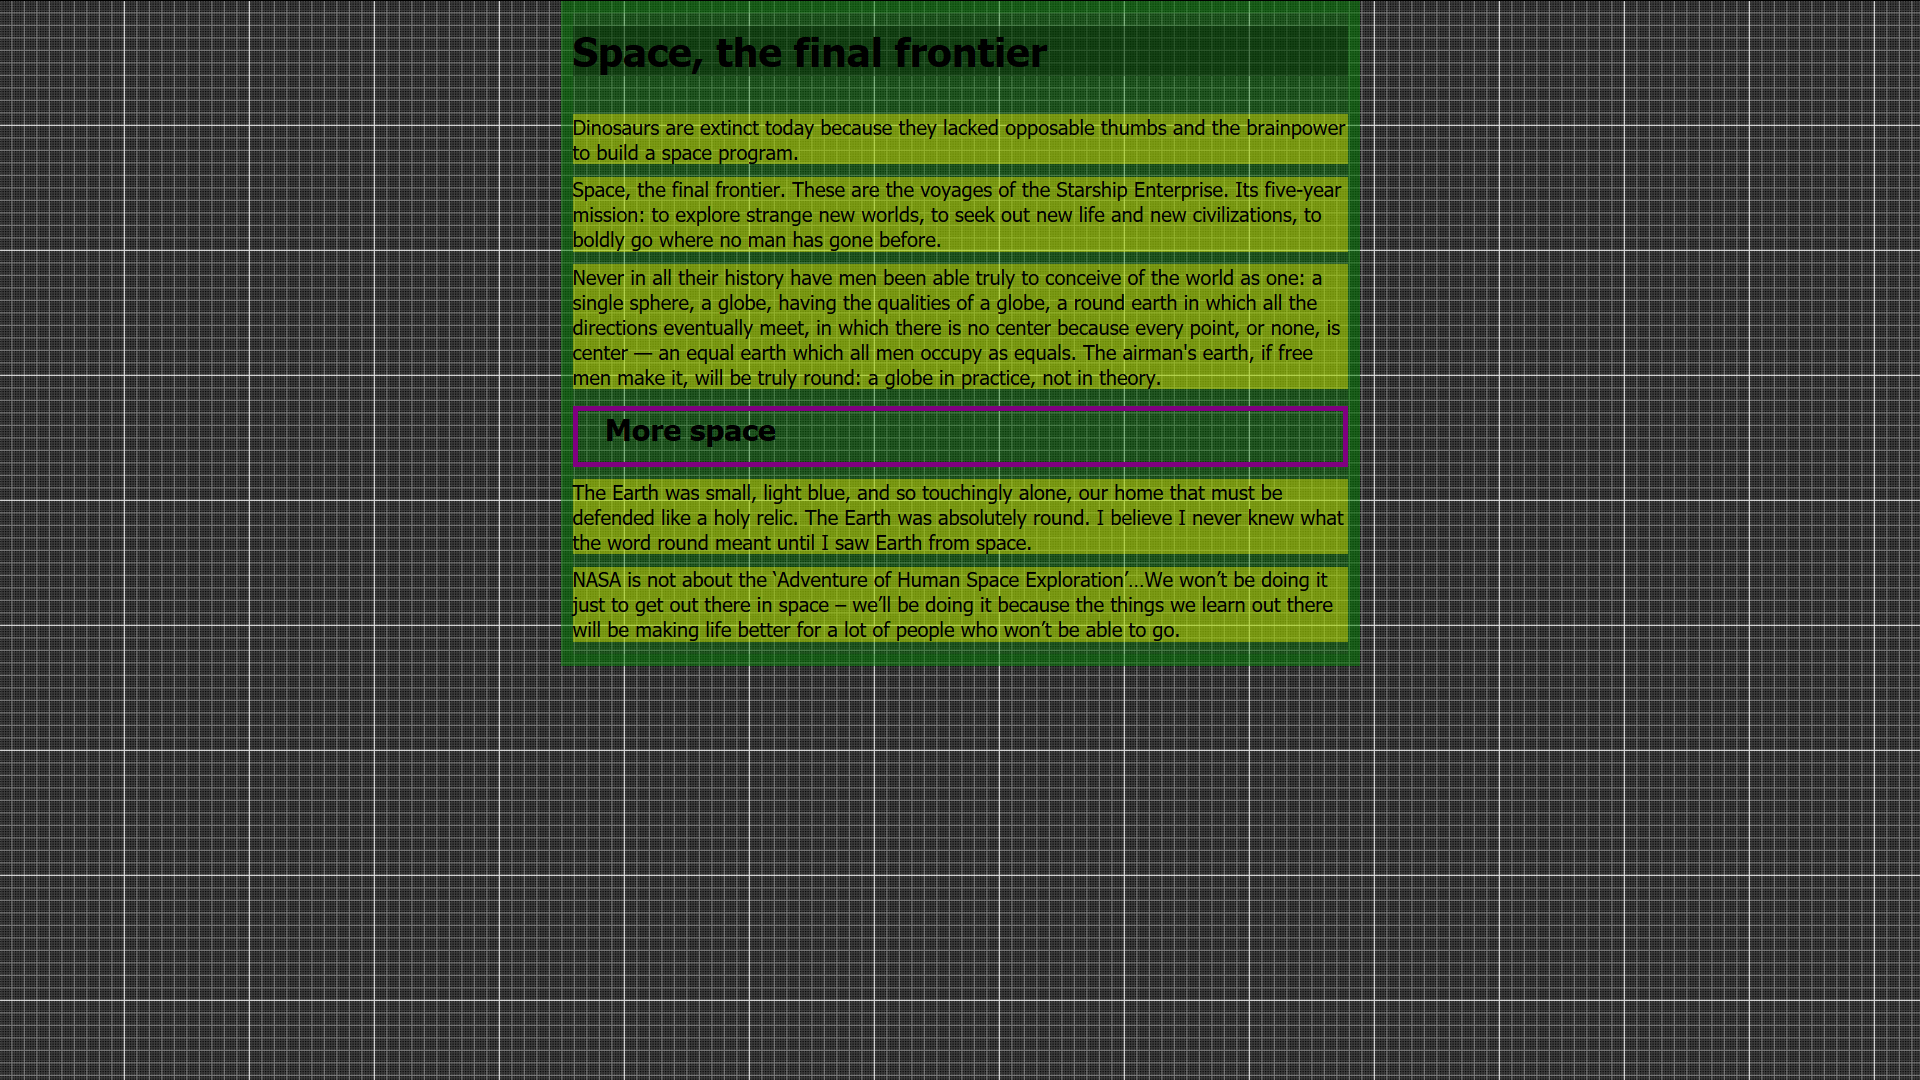 Space, the final frontier
Dinosaurs are extinct today because they lacked opposable thumbs and the brainpower
to build a space program.
Space, the final frontier. These are the voyages of the Starship Enterprise. Its five-year
mission: to explore strange new worlds, to seek out new life and new civilizations, to
boldly go where no man has gone before.
Never in all their history have men been able truly to conceive of the world as one: a
single sphere, a globe, having the qualities of a globe, a round earth in which all the
directions eventually meet, in which there is no center because every point, or none, is
center — an equal earth which all men occupy as equals. The airman's earth, if free
men make it, will be truly round: a globe in practice, not in theory.
More space
The Earth was small, light blue, and so touchingly alone, our home that must be
defended like a holy relic. The Earth was absolutely round. I believe I never knew what
the word round meant until I saw Earth from space.
NASA is not about the ‘Adventure of Human Space Exploration’…We won’t be doing it
just to get out there in space – we’ll be doing it because the things we learn out there
will be making life better for a lot of people who won’t be able to go.